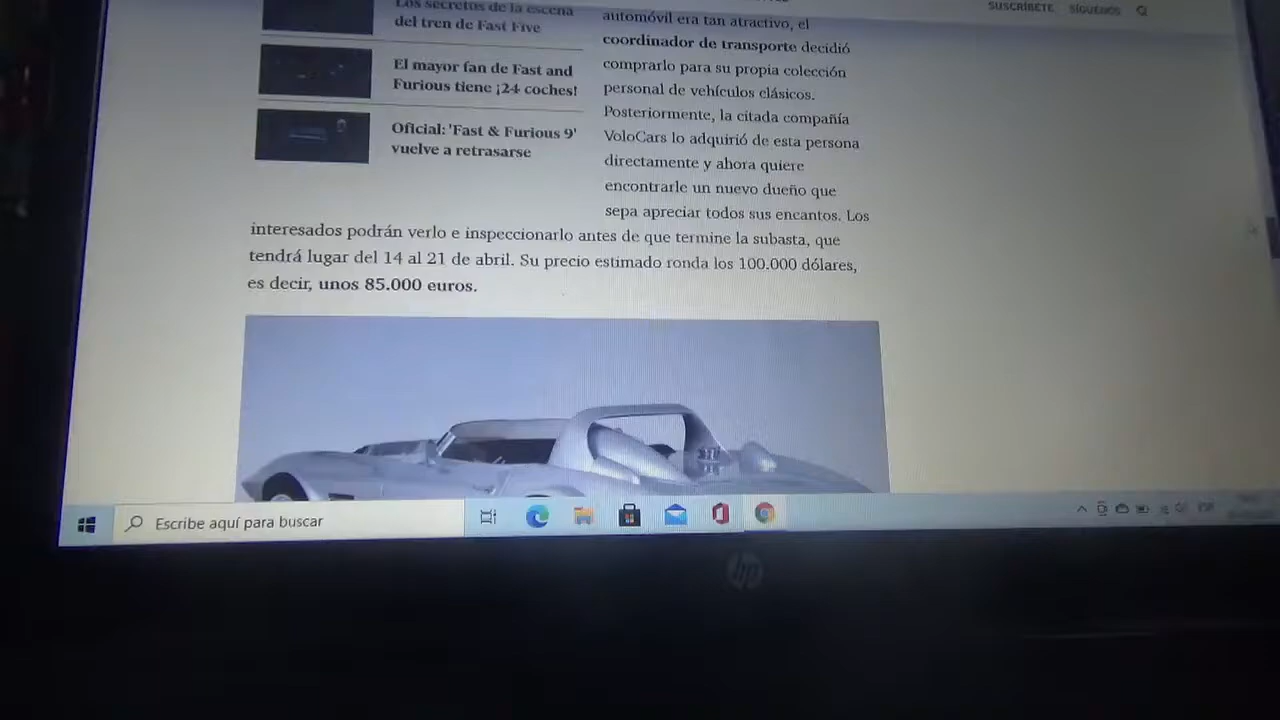 SUSCRÍBETE SÍGUENOS
Los secretos de la escena
del tren de Fast Five
El mayor fan de Fast and
Furious tiene ¡24 coches!
Oficial: 'Fast & Furious 9'
vuelve a retrasarse
automóvil era tan atractivo, el
coordinador de transporte decidió
comprarlo para su propia colección
personal de vehículos clásicos.
Posteriormente, la citada compañía
VoloCars lo adquirió de esta persona
directamente y ahora quiere
encontrarle un nuevo dueño que
sepa apreciar todos sus encantos. Los
interesados podrán verlo e inspeccionarlo antes de que termine la subasta, que
tendrá lugar del 14 al 21 de abril. Su precio estimado ronda los 100.000 dólares,
es decir, unos 85.000 euros.
Escribe aquí para buscar
hp